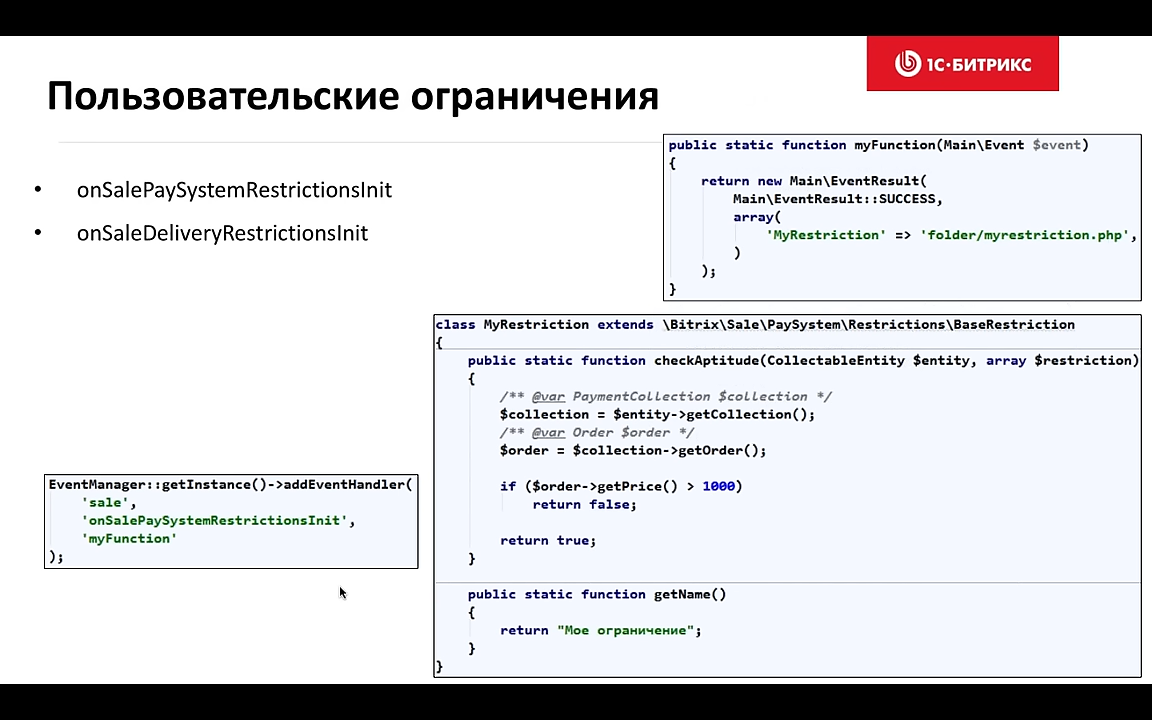 1С·БИТРИКС
Пользовательские ограничения
• onSalePaySystemRestrictionsInit
• onSaleDeliveryRestrictionsInit
public static function myFunction(Main\Event $event)
{
    return new Main\EventResult(
        Main\EventResult::SUCCESS,
        array(
            'MyRestriction' => 'folder/myrestriction.php',
        )
    );
}
class MyRestriction extends \Bitrix\Sale\PaySystem\Restrictions\BaseRestriction
{
    public static function checkAptitude(CollectableEntity $entity, array $restriction)
    {
        /** @var PaymentCollection $collection */
        $collection = $entity->getCollection();
        /** @var Order $order */
        $order = $collection->getOrder();
        if ($order->getPrice() > 1000)
            return false;
        return true;
    }
    public static function getName()
    {
        return "Мое ограничение";
    }
}
EventManager::getInstance()->addEventHandler(
    'sale',
    'onSalePaySystemRestrictionsInit',
    'myFunction'
);